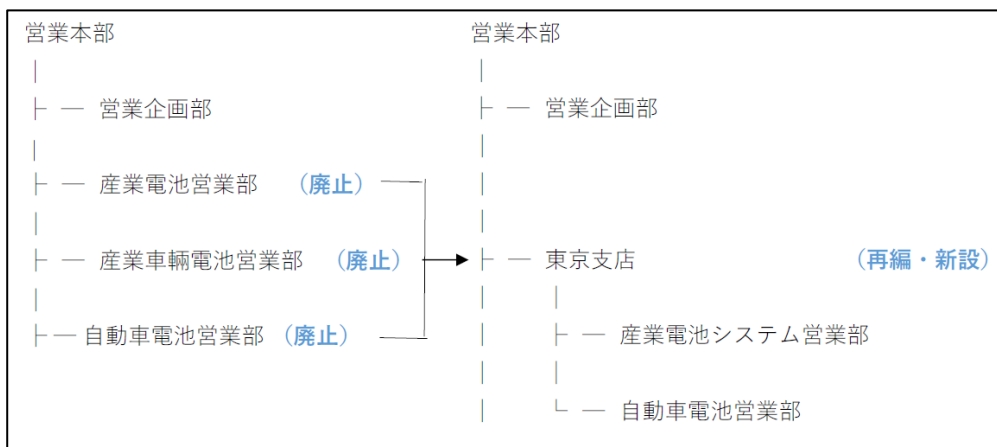 営業本部
営業企画部
産業電池営業部 （廃止）
産業車輛電池営業部 （廃止）
自動車電池営業部 （廃止）
営業本部
営業企画部
東京支店 （再編・新設）
産業電池システム営業部
自動車電池営業部